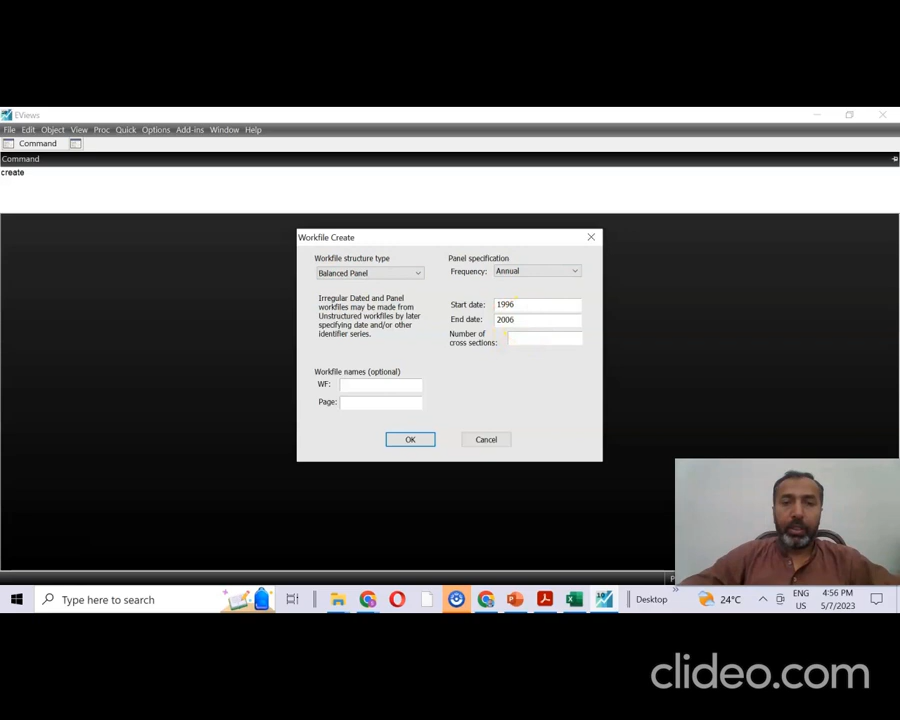 EViews
File Edit Object View Proc Quick Options Add-ins Window Help
Command
Command
create
Workfile Create
Workfile structure type
Balanced Panel
Irregular Dated and Panel
workfiles may be made from
Unstructured workfiles by later
specifying date and/or other
identifier series.
Panel specification
Frequency: Annual
Start date: 1996
End date: 2006
Number of
cross sections:
Workfile names (optional)
WF:
Page:
OK Cancel
Type here to search
Desktop
24°C
ENG
US
4:56 PM
5/7/2023
clideo.com